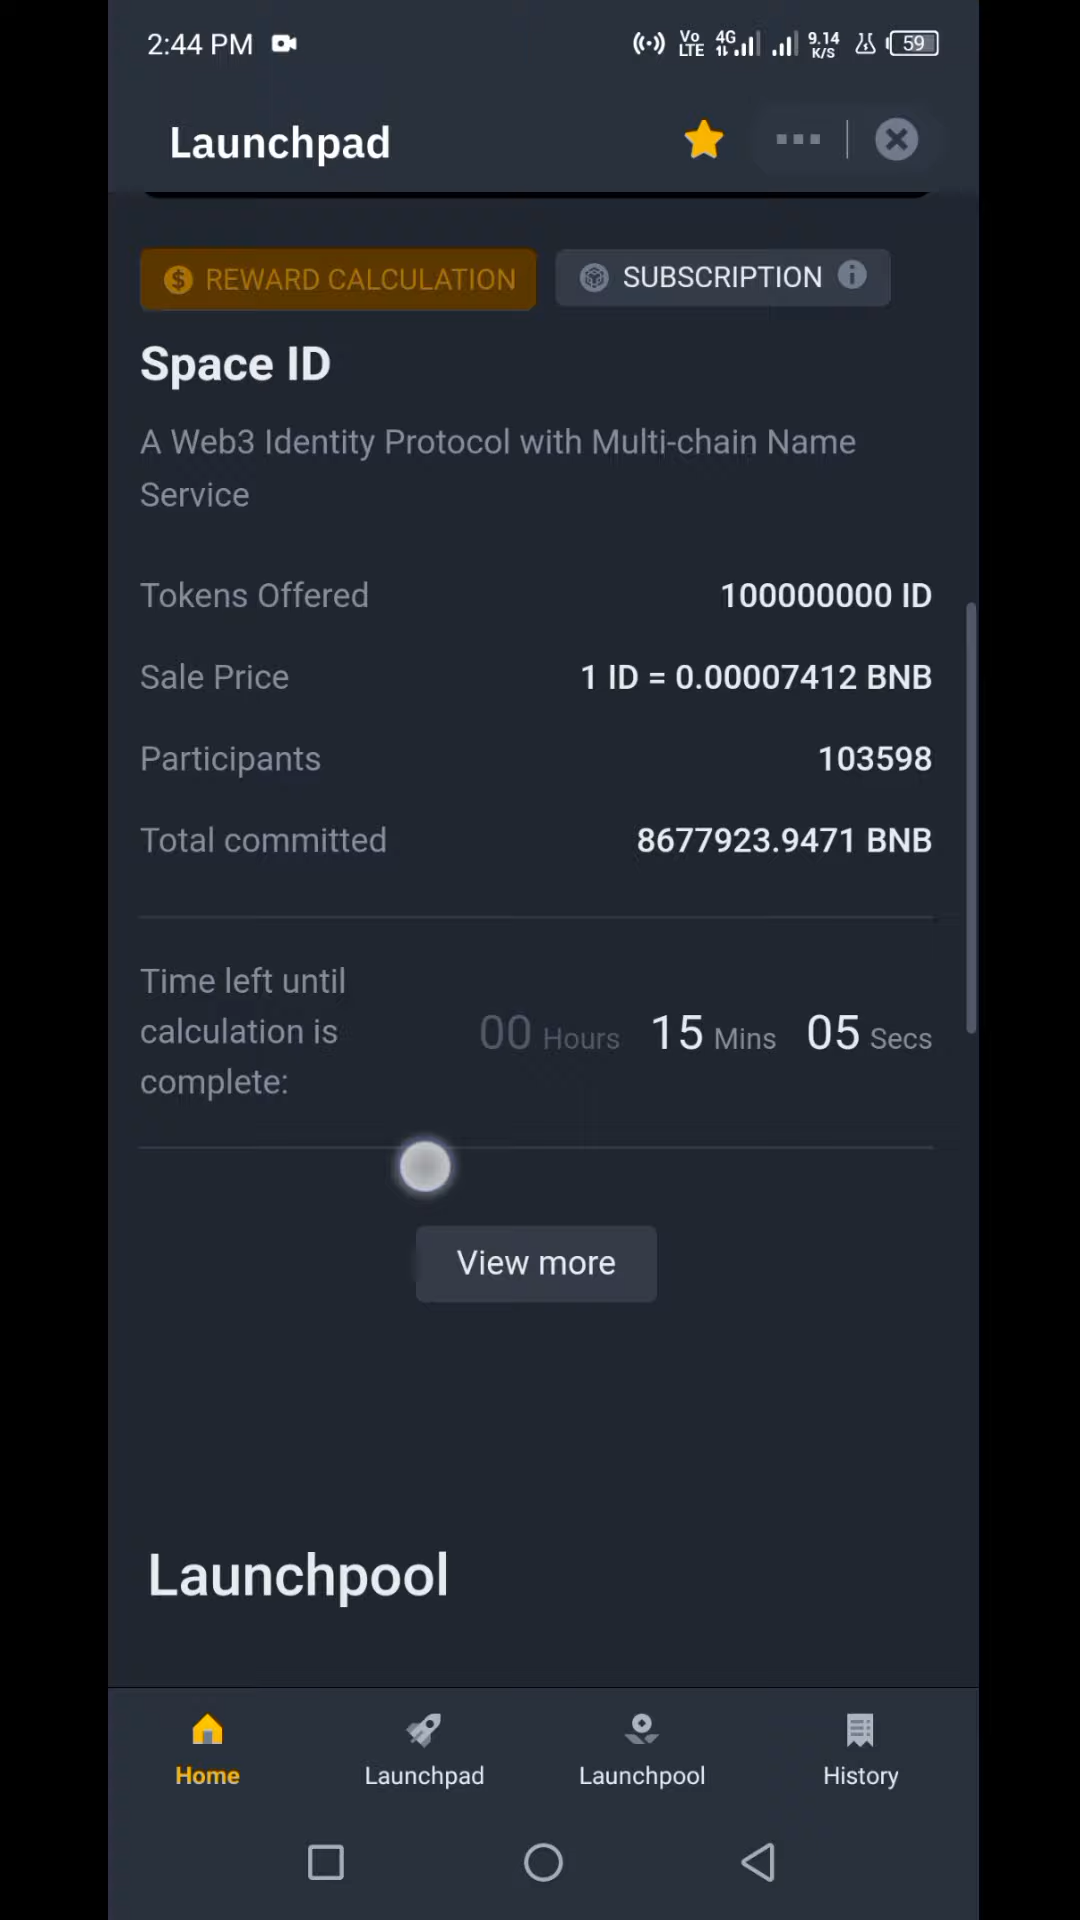 2:44 PM
Vo LTE 4G 9.14 K/S 59
Launchpad
REWARD CALCULATION
SUBSCRIPTION
Space ID
A Web3 Identity Protocol with Multi-chain Name
Service
Tokens Offered 100000000 ID
Sale Price 1 ID = 0.00007412 BNB
Participants 103598
Total committed 8677923.9471 BNB
Time left until
calculation is
complete:
00 Hours 15 Mins 05 Secs
View more
Launchpool
Home Launchpad Launchpool History